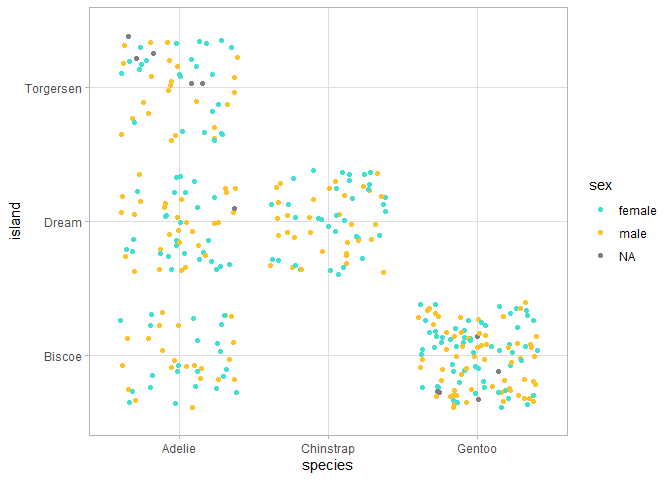 Torgersen
Dream
Biscoe
island
Adelie
Chinstrap
Gentoo
species
sex
female
male
NA